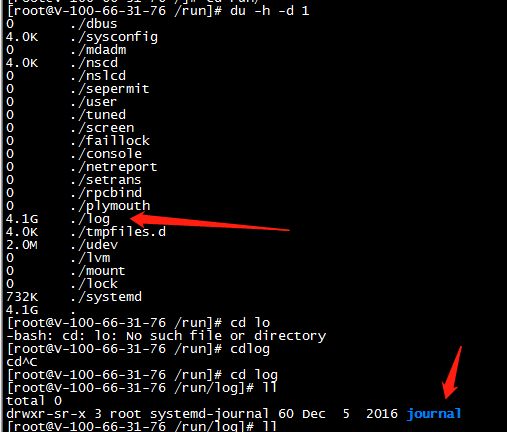 [root@V-100-66-31-76 /run]# du -h -d 1
0 ./dbus
4.0K ./sysconfig
0 ./mdadm
4.0K ./nscd
0 ./nslcd
0 ./sepermit
0 ./user
0 ./tuned
0 ./screen
0 ./faillock
0 ./console
0 ./netreport
0 ./setrans
0 ./rpcbind
0 ./plymouth
4.1G ./log
4.0K ./tmpfiles.d
2.0M ./udev
0 ./lvm
0 ./mount
0 ./lock
732K ./systemd
4.1G .
[root@V-100-66-31-76 /run]# cd lo
-bash: cd: lo: No such file or directory
[root@V-100-66-31-76 /run]# cdlog
cd^C
[root@V-100-66-31-76 /run]# cd log
[root@V-100-66-31-76 /run/log]# ll
total 0
drwxr-sr-x 3 root systemd-journal 60 Dec 5 2016 journal
[root@V-100-66-31-76 /run/log]# ll